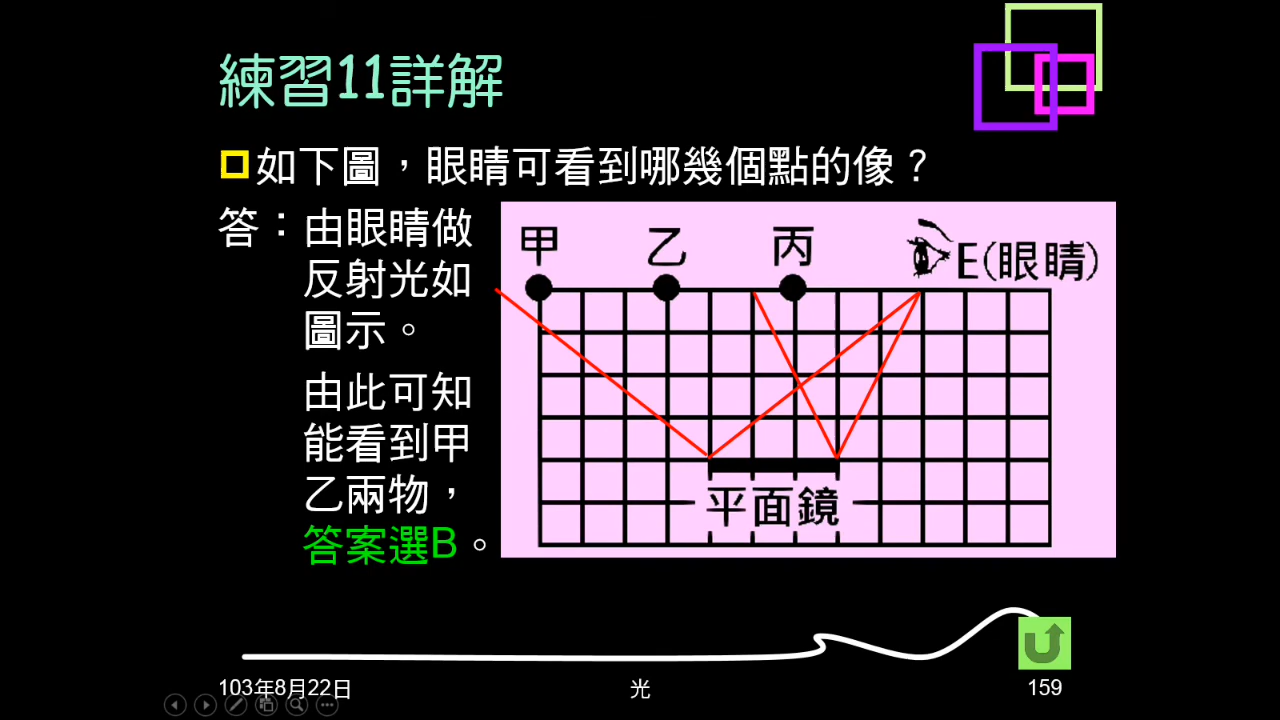 練習11詳解
如下圖，眼睛可看到哪幾個點的像？
答：由眼睛做
反射光如
圖示。
由此可知
能看到甲
乙兩物，
答案選B。
甲 乙 丙 E(眼睛)
平面鏡
103年8月22日 光 159